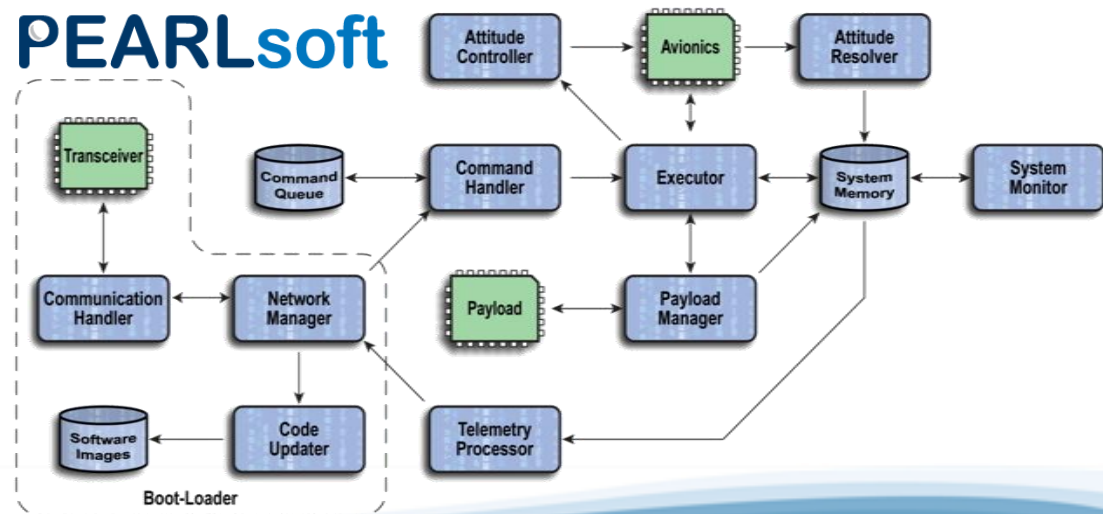 PEARLsoft
Attitude
Controller
Avionics
Attitude
Resolver
Transceiver
Command
Queue
Command
Handler
Executor
System
Memory
System
Monitor
Communication
Handler
Network
Manager
Payload
Payload
Manager
Software
Images
Code
Updater
Telemetry
Processor
Boot-Loader